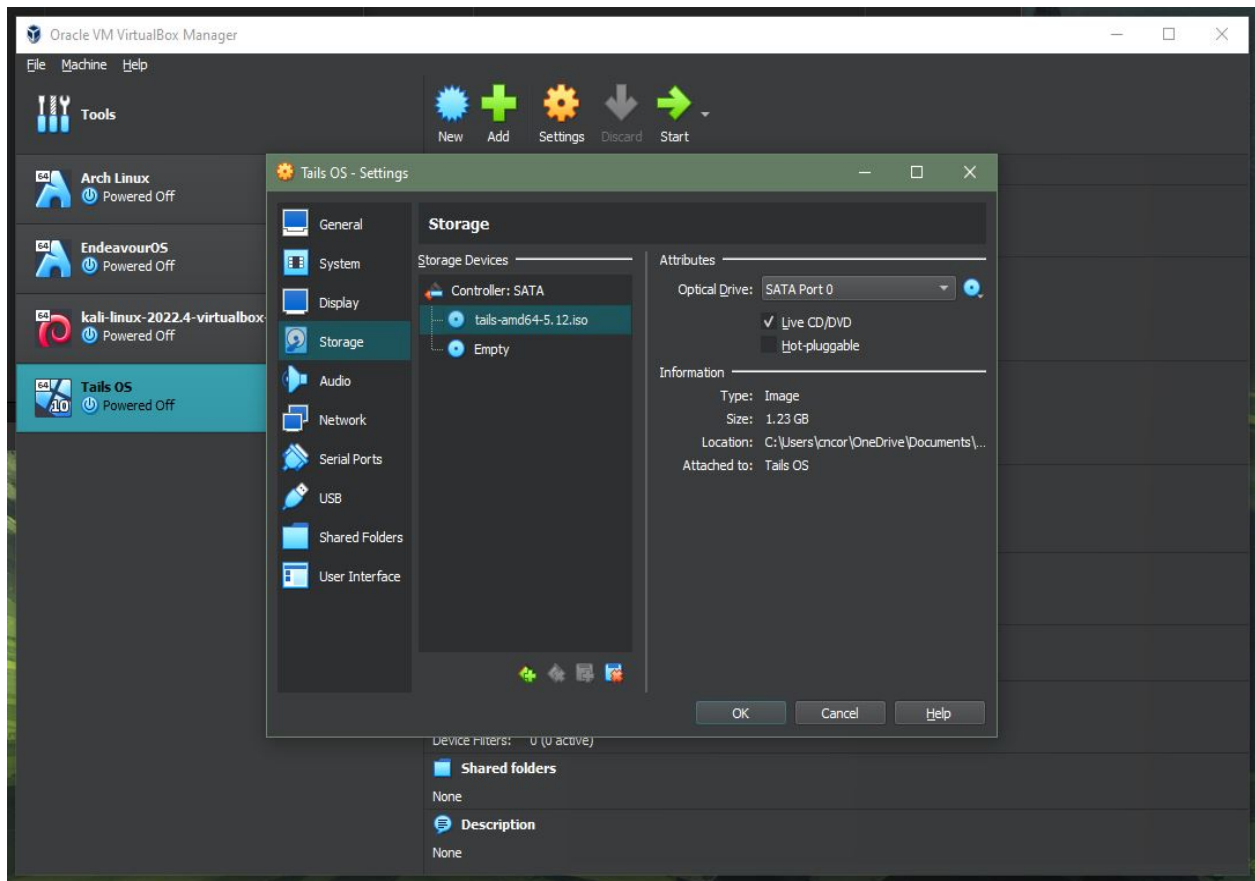 Oracle VM VirtualBox Manager
File Machine Help
Tools
New Add Settings Discard Start
64
Arch Linux
Powered Off
64
EndeavourOS
Powered Off
64
kali-linux-2022.4-virtualbox-
Powered Off
64
10
Tails OS
Powered Off
Tails OS - Settings
General
System
Display
Storage
Audio
Network
Serial Ports
USB
Shared Folders
User Interface
Storage
Storage Devices
Controller: SATA
tails-amd64-5.12.iso
Empty
Attributes
Optical Drive: SATA Port 0
Live CD/DVD
Hot-pluggable
Information
Type: Image
Size: 1.23 GB
Location: C:\Users\cncor\OneDrive\Documents\...
Attached to: Tails OS
OK Cancel Help
Device Filters: 0 (0 active)
Shared folders
None
Description
None